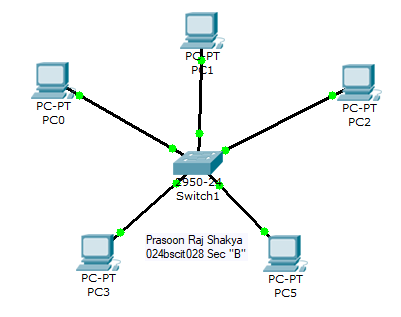 PC-PT
PC1
PC-PT
PC0
PC-PT
PC2
2950-24
Switch1
Prasoon Raj Shakya
024bscit028 Sec "B"
PC-PT
PC3
PC-PT
PC5